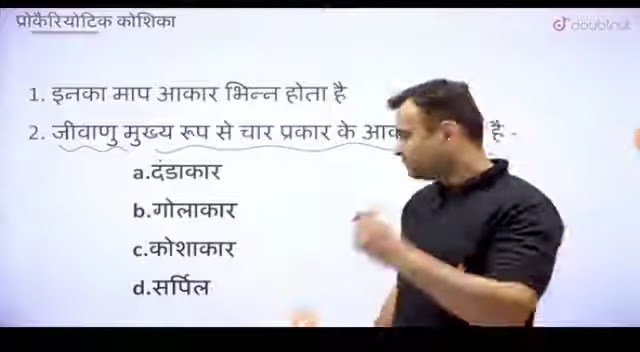 प्रोकैरियोटिक कोशिका
doubtnut
1. इनका माप आकार भिन्न होता है
2. जीवाणु मुख्य रूप से चार प्रकार के है -
a.दंडाकार
b.गोलाकार
c.कोशाकार
d.सर्पिल